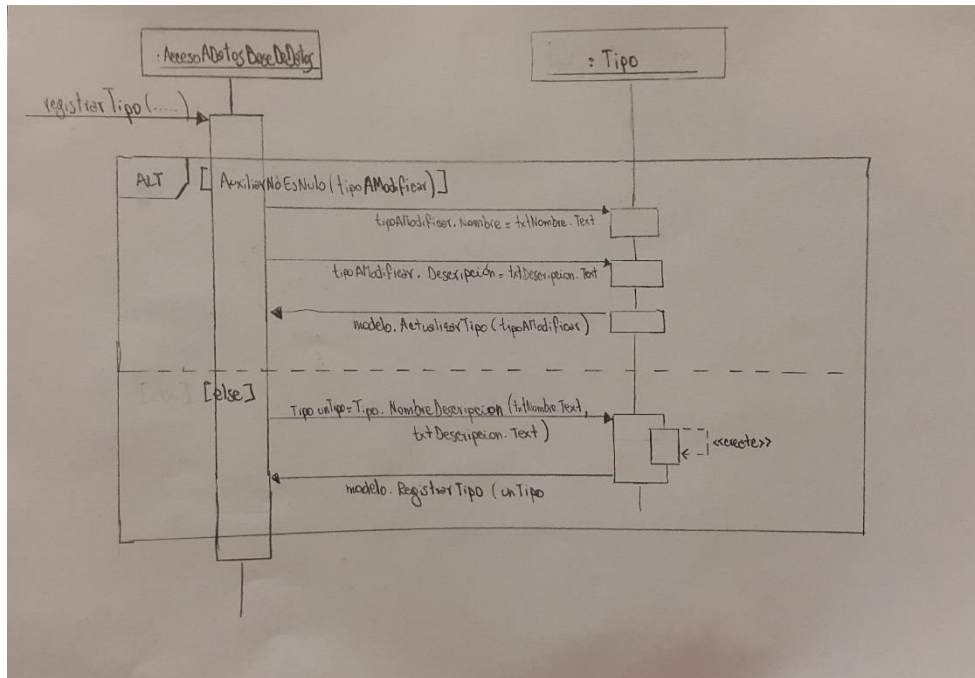 : AccesoADatosBaseDeDatos
: Tipo
registrarTipo(.....)
ALT
[ AuxiliarNoEsNulo (tipoAModificar)]
tipoAModificar. Nombre = txtNombre.Text
tipoAModificar. Descripción = txtDescripcion.Text
modelo. ActualizarTipo (tipoAModificar)
[else]
Tipo unTipo = Tipo. NombreDescripcion (txtNombre.Text,
txtDescripcion.Text)
<<create>>
modelo. RegistrarTipo (unTipo